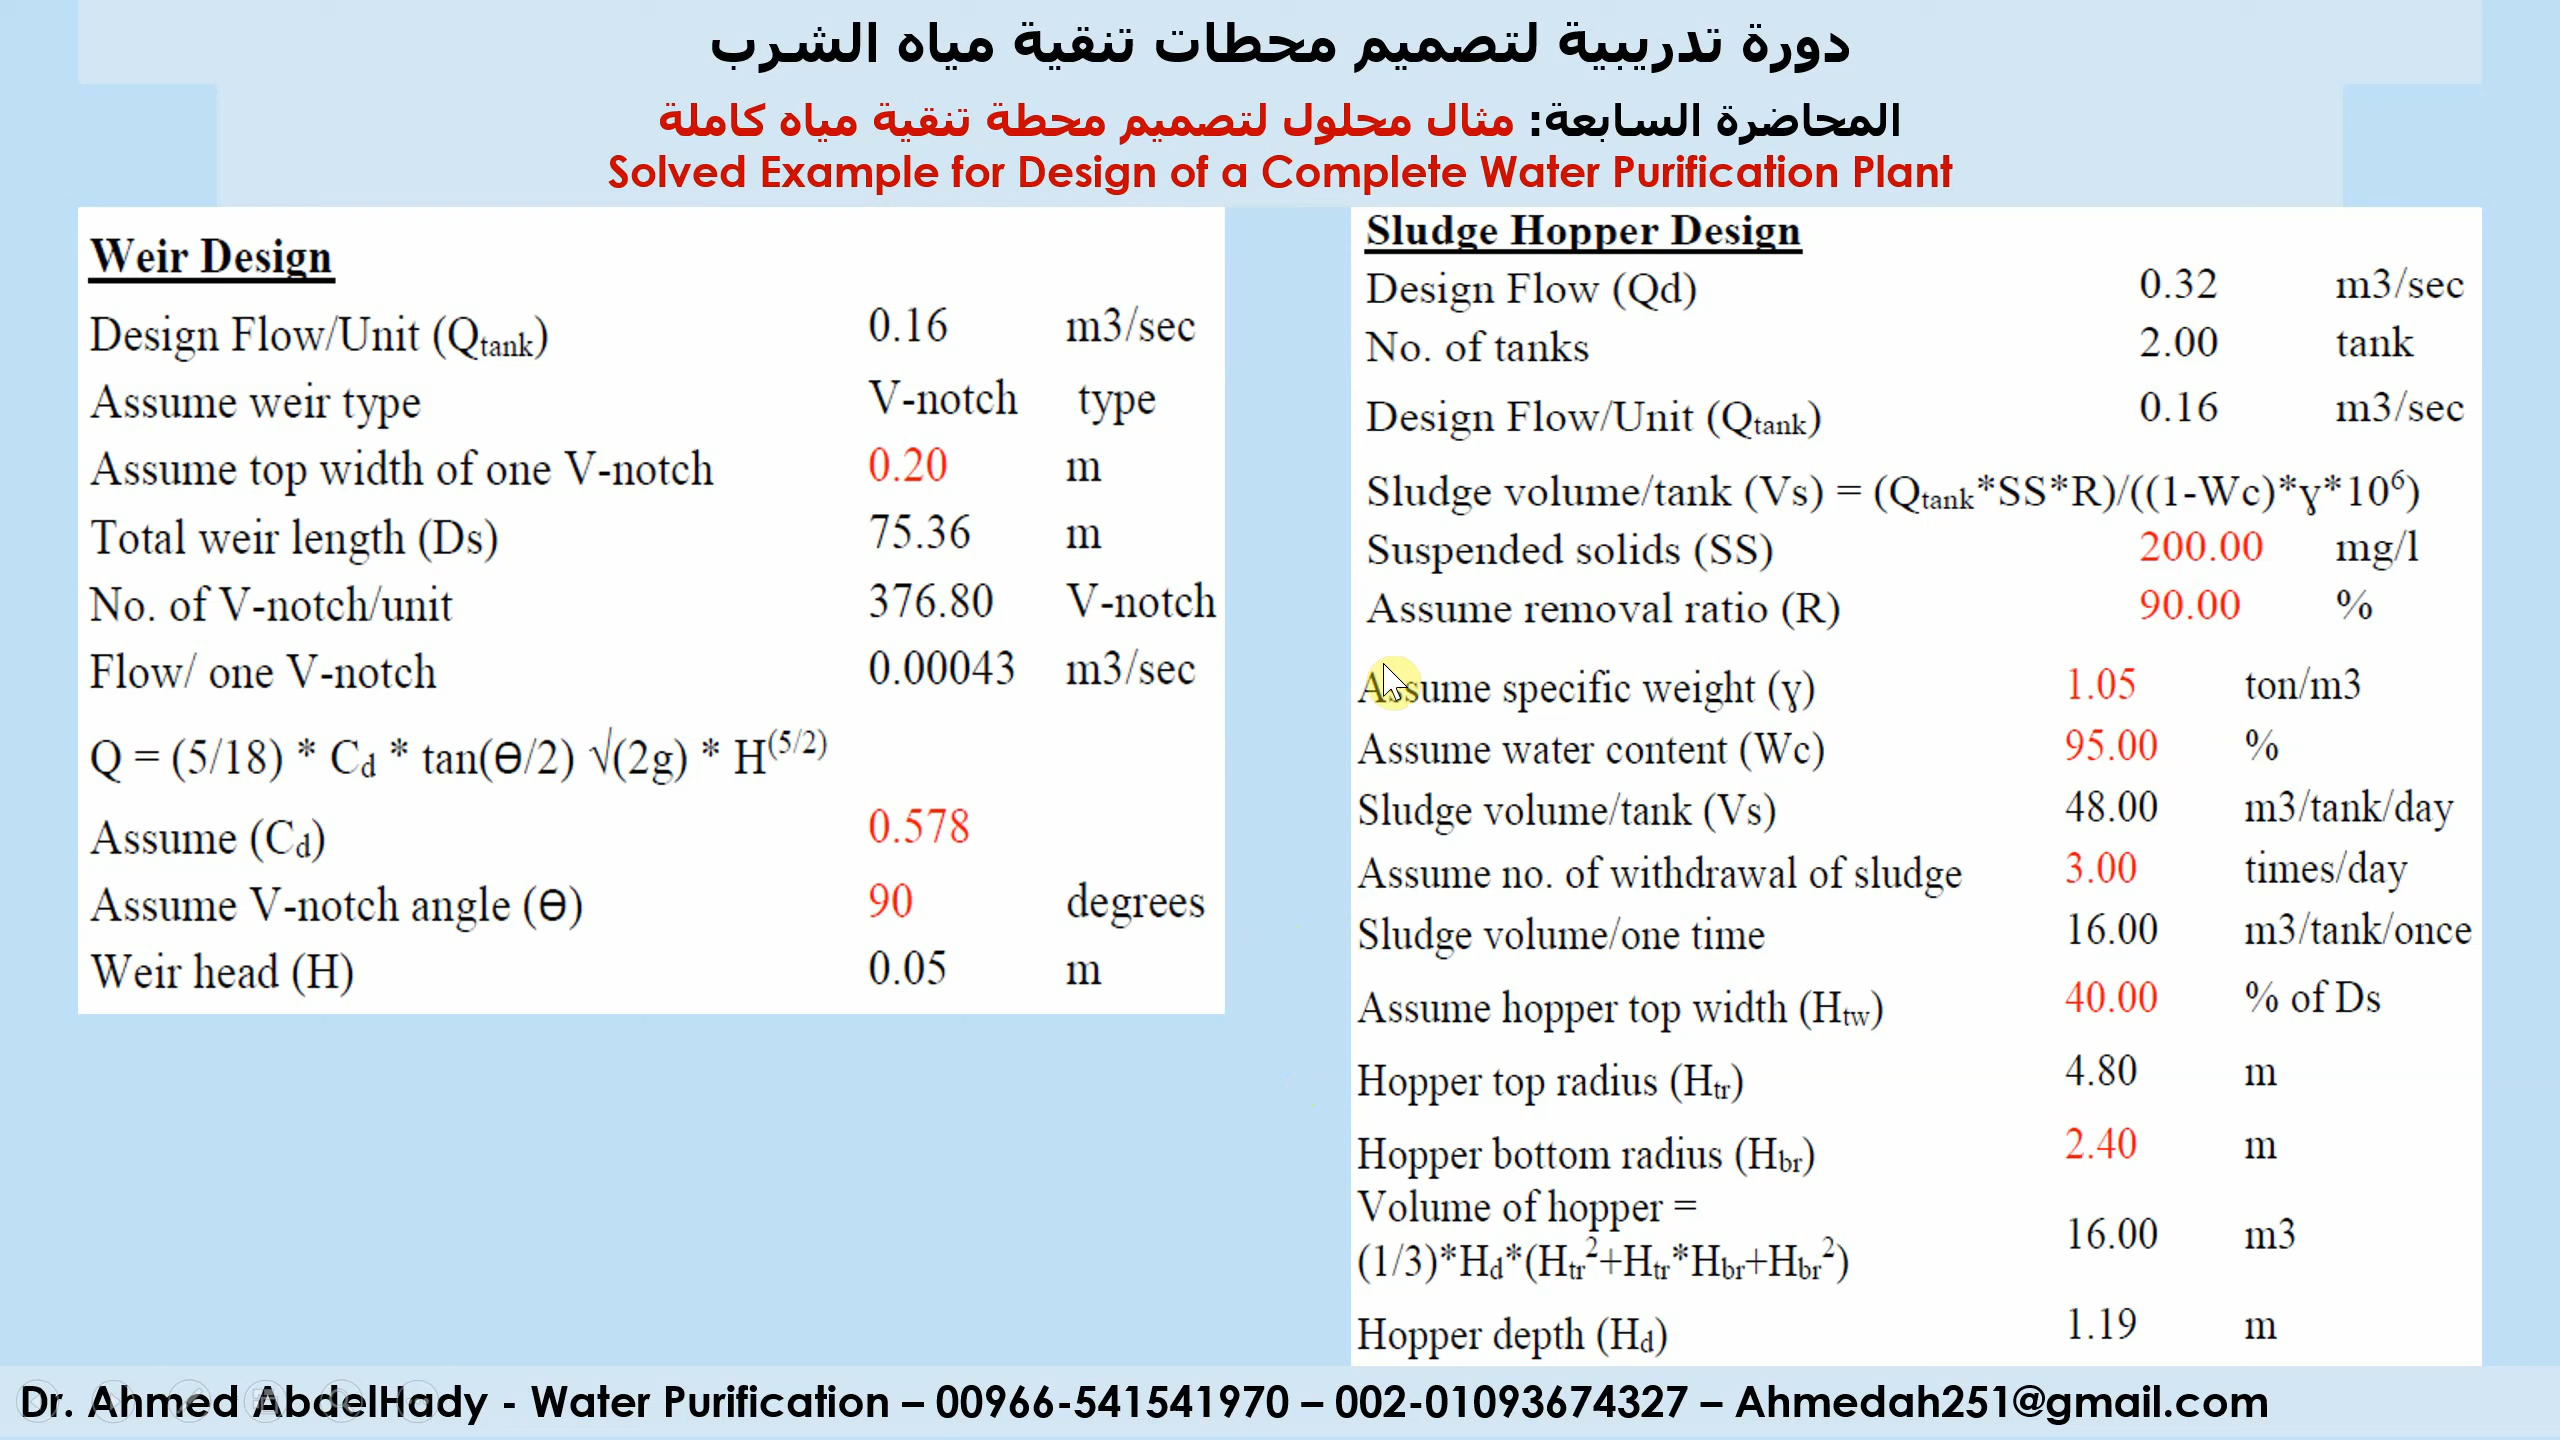 دورة تدريبية لتصميم محطات تنقية مياه الشرب
المحاضرة السابعة: مثال محلول لتصميم محطة تنقية مياه كاملة
Solved Example for Design of a Complete Water Purification Plant
Weir Design
Design Flow/Unit (Qtank) 0.16 m3/sec
Assume weir type V-notch type
Assume top width of one V-notch 0.20 m
Total weir length (Ds) 75.36 m
No. of V-notch/unit 376.80 V-notch
Flow/ one V-notch 0.00043 m3/sec
Q = (5/18) * Cd * tan(Ɵ/2) √(2g) * H^(5/2)
Assume (Cd) 0.578
Assume V-notch angle (Ɵ) 90 degrees
Weir head (H) 0.05 m
Sludge Hopper Design
Design Flow (Qd) 0.32 m3/sec
No. of tanks 2.00 tank
Design Flow/Unit (Qtank) 0.16 m3/sec
Sludge volume/tank (Vs) = (Qtank*SS*R)/((1-Wc)*ɣ*10⁶)
Suspended solids (SS) 200.00 mg/l
Assume removal ratio (R) 90.00 %
Assume specific weight (ɣ) 1.05 ton/m3
Assume water content (Wc) 95.00 %
Sludge volume/tank (Vs) 48.00 m3/tank/day
Assume no. of withdrawal of sludge 3.00 times/day
Sludge volume/one time 16.00 m3/tank/once
Assume hopper top width (Htw) 40.00 % of Ds
Hopper top radius (Htr) 4.80 m
Hopper bottom radius (Hbr) 2.40 m
Volume of hopper =
(1/3)*Hd*(Htr²+Htr*Hbr+Hbr²) 16.00 m3
Hopper depth (Hd) 1.19 m
Dr. Ahmed AbdelHady - Water Purification – 00966-541541970 – 002-01093674327 – Ahmedah251@gmail.com